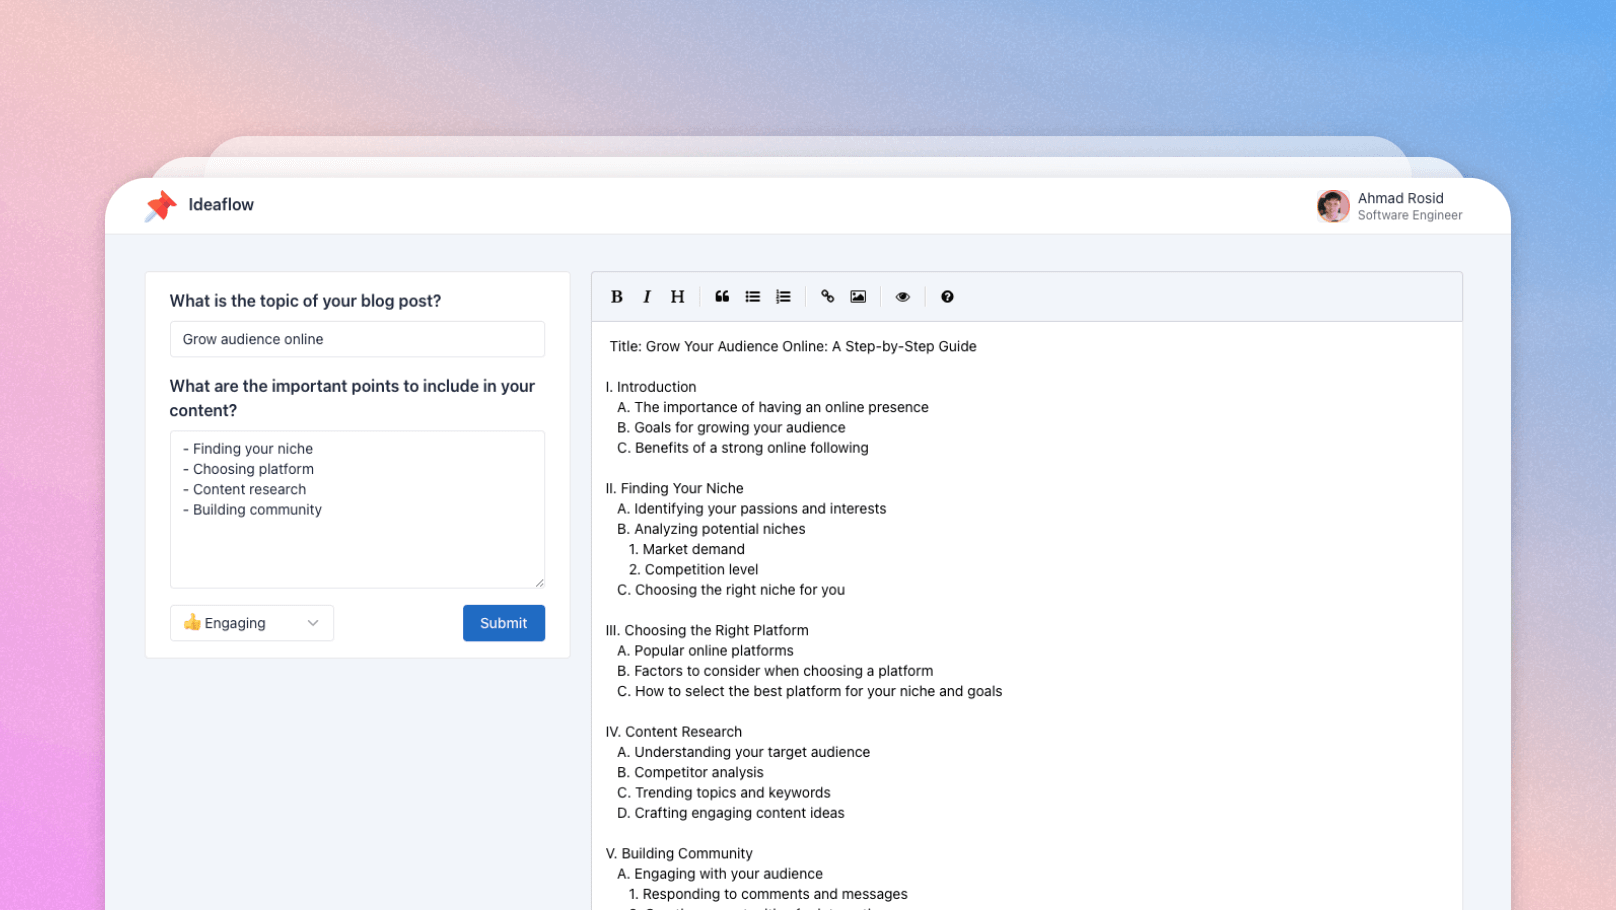 Ideaflow
Ahmad Rosid
Software Engineer
What is the topic of your blog post?
Grow audience online
What are the important points to include in your
content?
- Finding your niche
- Choosing platform
- Content research
- Building community
👍 Engaging
Submit
B I H
Title: Grow Your Audience Online: A Step-by-Step Guide
I. Introduction
A. The importance of having an online presence
B. Goals for growing your audience
C. Benefits of a strong online following
II. Finding Your Niche
A. Identifying your passions and interests
B. Analyzing potential niches
1. Market demand
2. Competition level
C. Choosing the right niche for you
III. Choosing the Right Platform
A. Popular online platforms
B. Factors to consider when choosing a platform
C. How to select the best platform for your niche and goals
IV. Content Research
A. Understanding your target audience
B. Competitor analysis
C. Trending topics and keywords
D. Crafting engaging content ideas
V. Building Community
A. Engaging with your audience
1. Responding to comments and messages